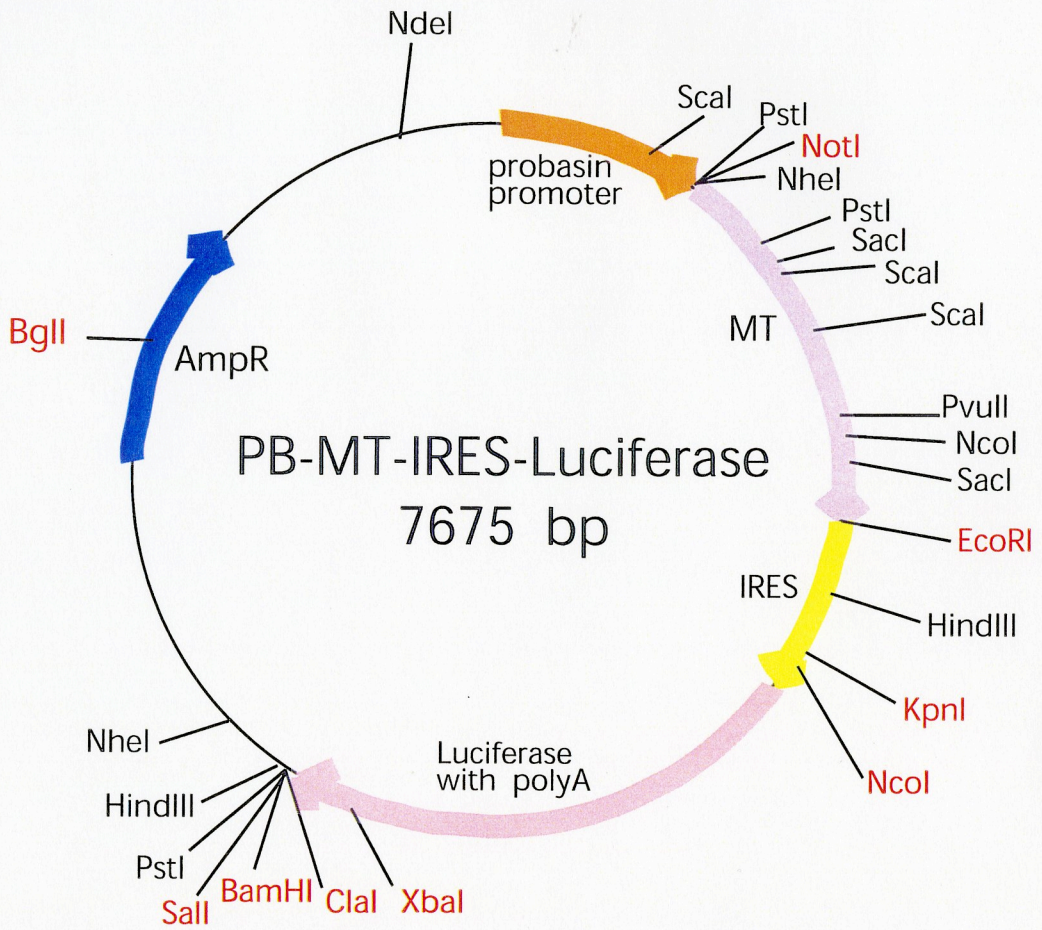 NdeI
ScaI
PstI
NotI
NheI
probasin
promoter
PstI
SacI
ScaI
ScaI
MT
BglI
AmpR
PvuII
NcoI
SacI
PB-MT-IRES-Luciferase
7675 bp
EcoRI
IRES
HindIII
KpnI
NcoI
NheI
Luciferase
with polyA
HindIII
PstI
SalI
BamHI
ClaI
XbaI